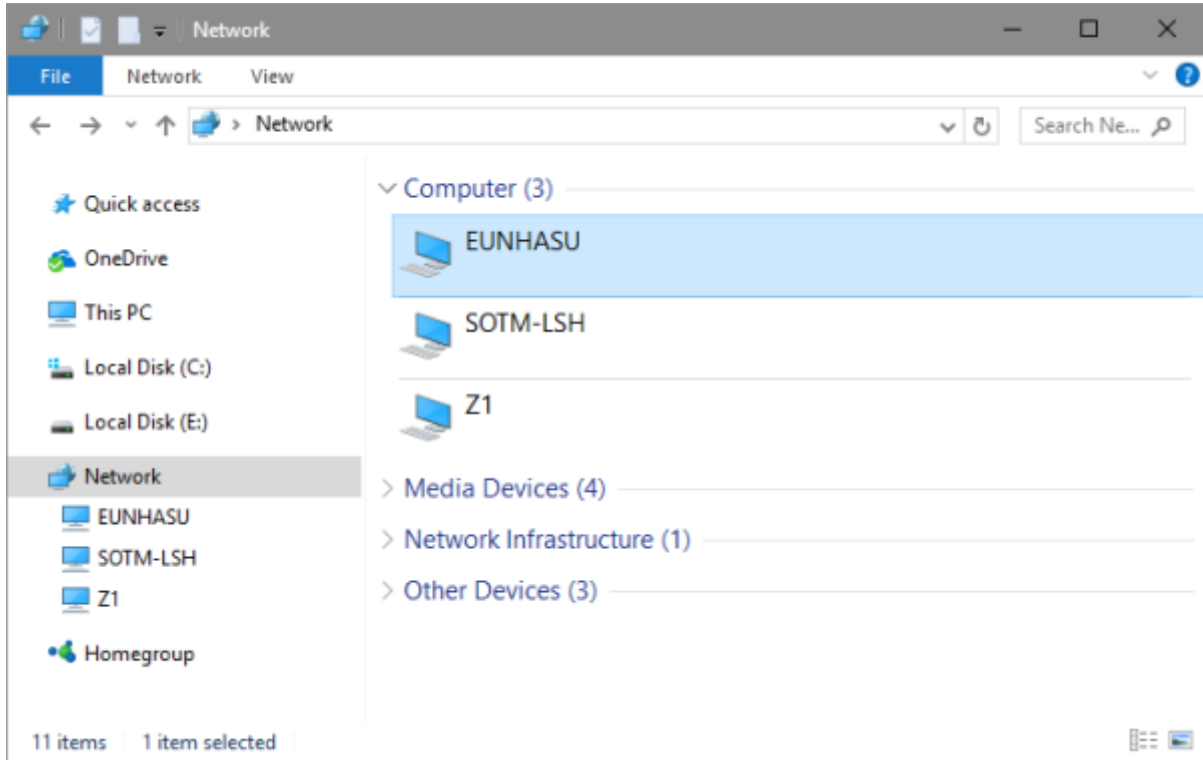 Network
File Network View
Network
Search Ne...
Quick access
OneDrive
This PC
Local Disk (C:)
Local Disk (E:)
Network
EUNHASU
SOTM-LSH
Z1
Homegroup
Computer (3)
EUNHASU
SOTM-LSH
Z1
Media Devices (4)
Network Infrastructure (1)
Other Devices (3)
11 items 1 item selected